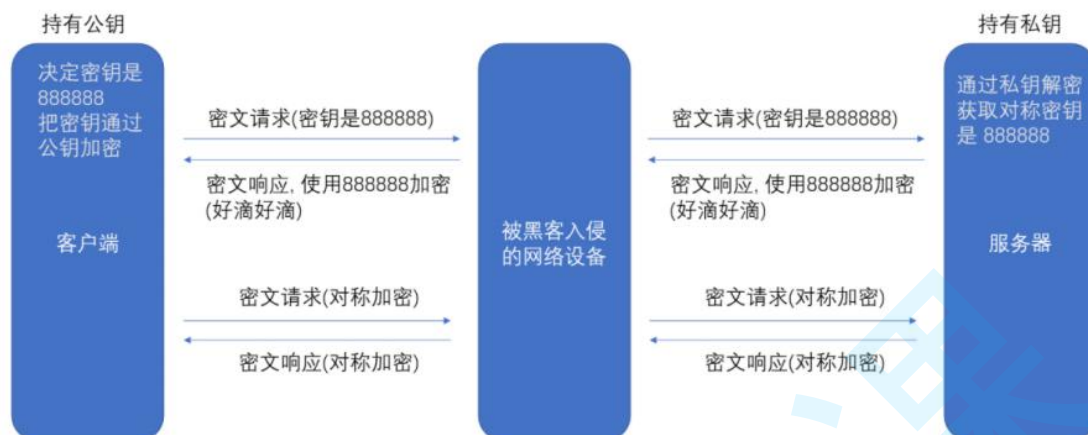 持有公钥
持有私钥
决定密钥是
888888
把密钥通过
公钥加密
客户端
密文请求(密钥是888888)
密文响应, 使用888888加密
(好滴好滴)
密文请求(对称加密)
密文响应(对称加密)
被黑客入侵
的网络设备
密文请求(密钥是888888)
密文响应, 使用888888加密
(好滴好滴)
密文请求(对称加密)
密文响应(对称加密)
通过私钥解密
获取对称密钥
是 888888
服务器